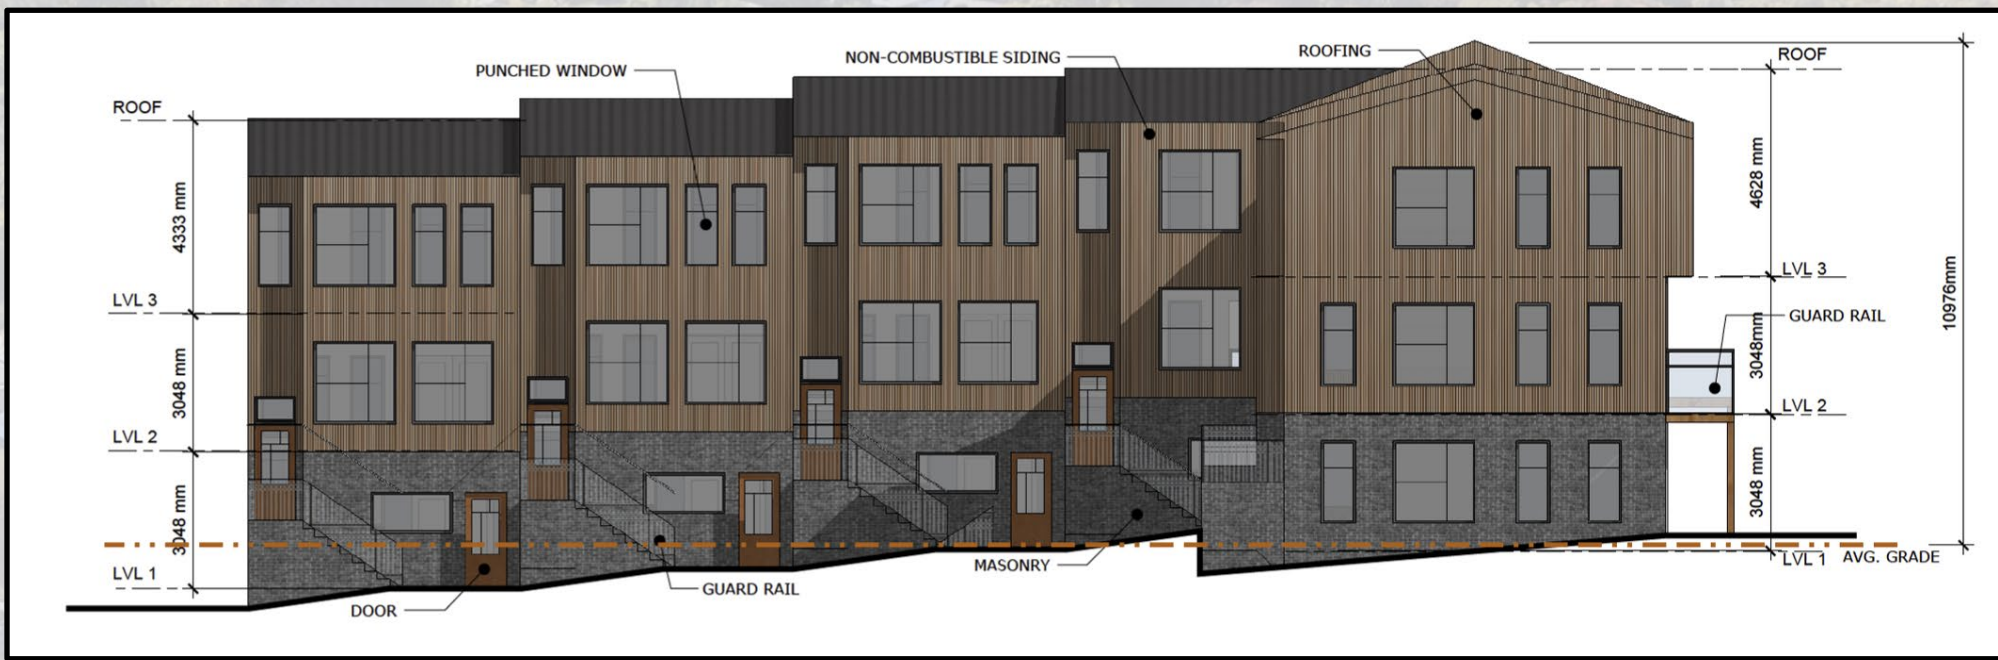 PUNCHED WINDOW
NON-COMBUSTIBLE SIDING
ROOFING
ROOF
ROOF
4333 mm
4628 mm
LVL 3
LVL 3
10976mm
GUARD RAIL
3048 mm
3048mm
LVL 2
LVL 2
3048 mm
3048 mm
LVL 1
MASONRY
LVL 1
AVG. GRADE
GUARD RAIL
DOOR